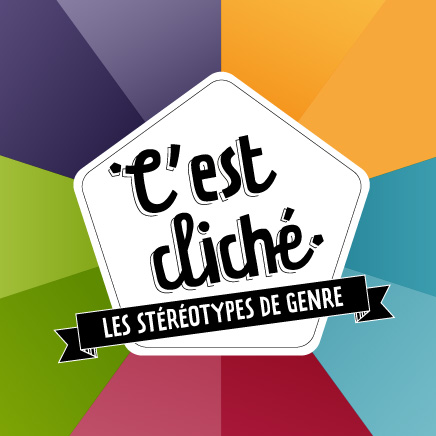 C'est
cliché
LES STÉRÉOTYPES DE GENRE